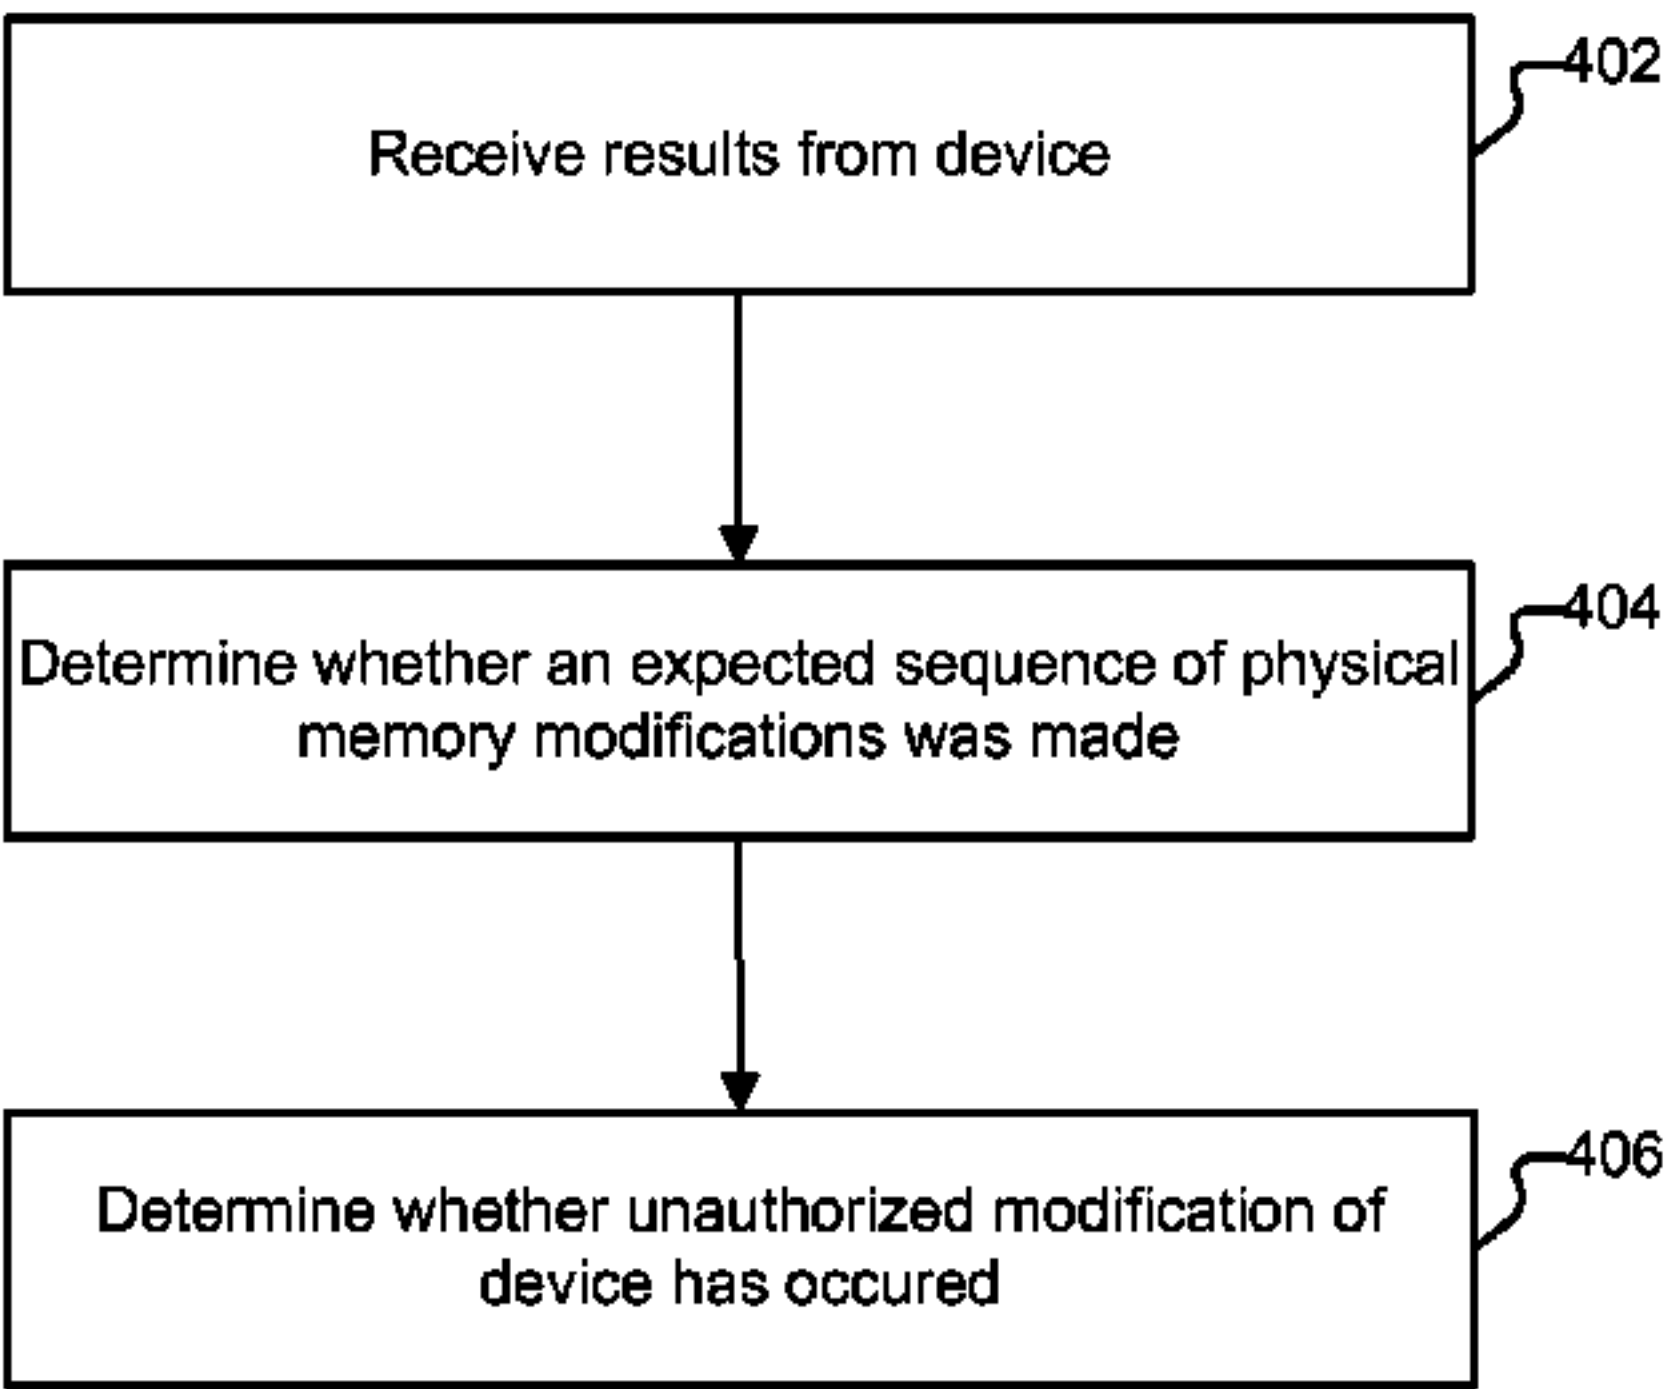 402
Receive results from device
404
Determine whether an expected sequence of physical
memory modifications was made
406
Determine whether unauthorized modification of
device has occured